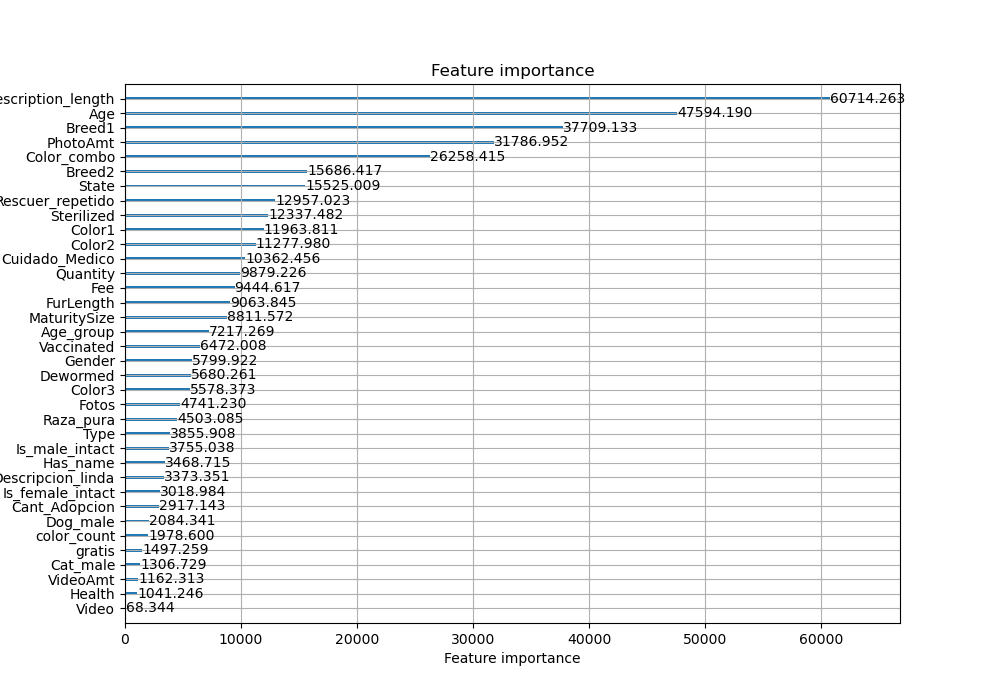 Feature importance
escription_length 60714.263
Age 47594.190
Breed1 37709.133
PhotoAmt 31786.952
Color_combo 26258.415
Breed2 15686.417
State 15525.009
Rescuer_repetido 12957.023
Sterilized 12337.482
Color1 11963.811
Color2 11277.980
Cuidado_Medico 10362.456
Quantity 9879.226
Fee 9444.617
FurLength 9063.845
MaturitySize 8811.572
Age_group 7217.269
Vaccinated 6472.008
Gender 5799.922
Dewormed 5680.261
Color3 5578.373
Fotos 4741.230
Raza_pura 4503.085
Type 3855.908
Is_male_intact 3755.038
Has_name 3468.715
Descripcion_linda 3373.351
Is_female_intact 3018.984
Cant_Adopcion 2917.143
Dog_male 2084.341
color_count 1978.600
gratis 1497.259
Cat_male 1306.729
VideoAmt 1162.313
Health 1041.246
Video 68.344
0 10000 20000 30000 40000 50000 60000
Feature importance